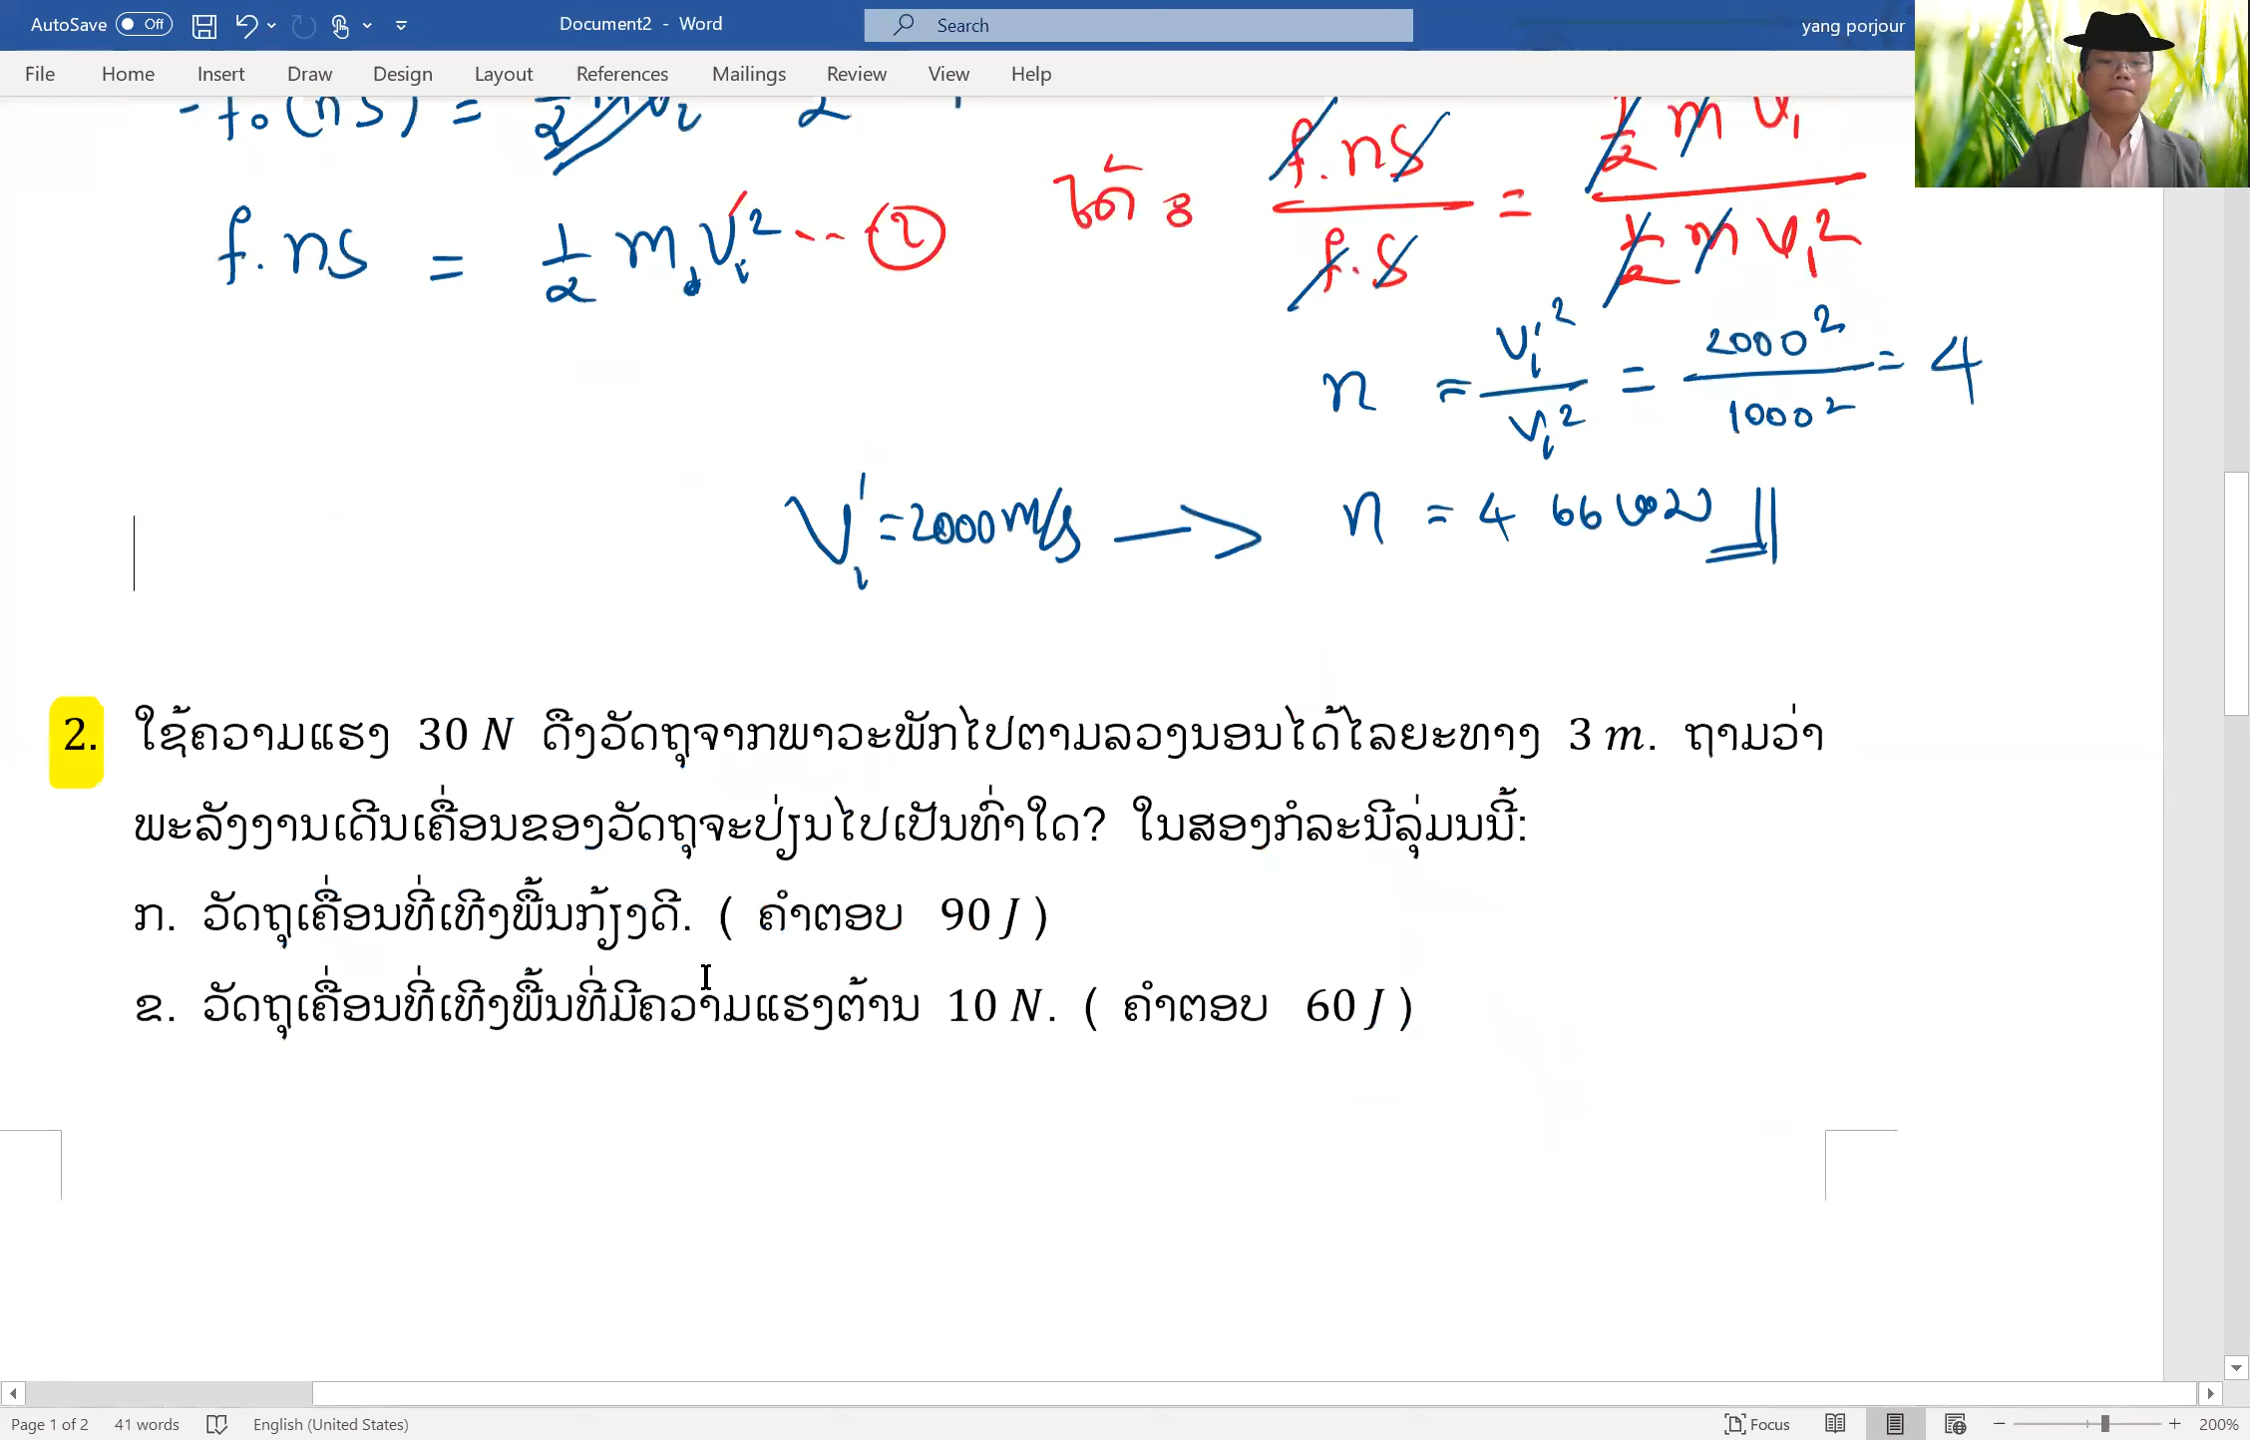 AutoSave Off Document2 - Word Search yang porjour
File Home Insert Draw Design Layout References Mailings Review View Help
f.ns = 1/2 m v₁'² --- ②
ໄດ້ : f.ns / f.s = 1/2 m v₁ / 1/2 m v₁²
n = v₁'² / v₁² = 2000² / 1000² = 4
V₁' = 2000 m/s → n = 4 ແຜ່ນ
2. ໃຊ້ຄວາມແຮງ 30 N ດຶງວັດຖຸຈາກພາວະພັກໄປຕາມລວງນອນໄດ້ໄລຍະທາງ 3 m. ຖາມວ່າ
ພະລັງງານເດີນເຄື່ອນຂອງວັດຖຸຈະປ່ຽນໄປເປັນທົ່າໃດ? ໃນສອງກໍລະນີລຸ່ມນນີ້:
ກ. ວັດຖຸເຄື່ອນທີ່ເທີງພື້ນກ້ຽງດີ. ( ຄໍາຕອບ 90 J )
ຂ. ວັດຖຸເຄື່ອນທີ່ເທີງພື້ນທີ່ມີຄວາມແຮງຕ້ານ 10 N. ( ຄໍາຕອບ 60 J )
Page 1 of 2 41 words English (United States) Focus 200%